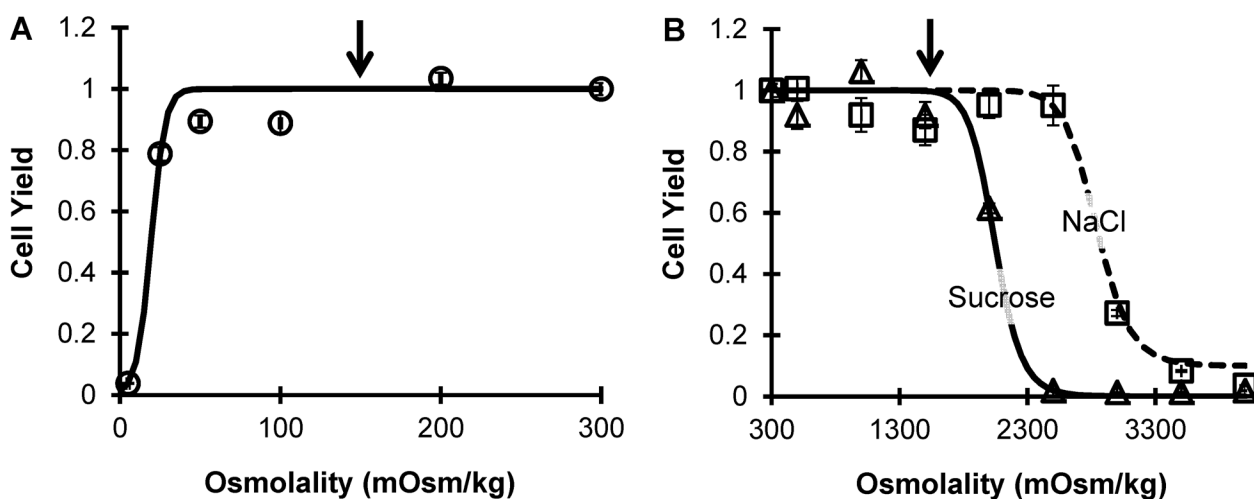 A
1.2
1
0.8
0.6
0.4
0.2
0
Cell Yield
0 100 200 300
Osmolality (mOsm/kg)
B
1.2
1
0.8
0.6
0.4
0.2
0
Cell Yield
NaCl
Sucrose
300 1300 2300 3300
Osmolality (mOsm/kg)